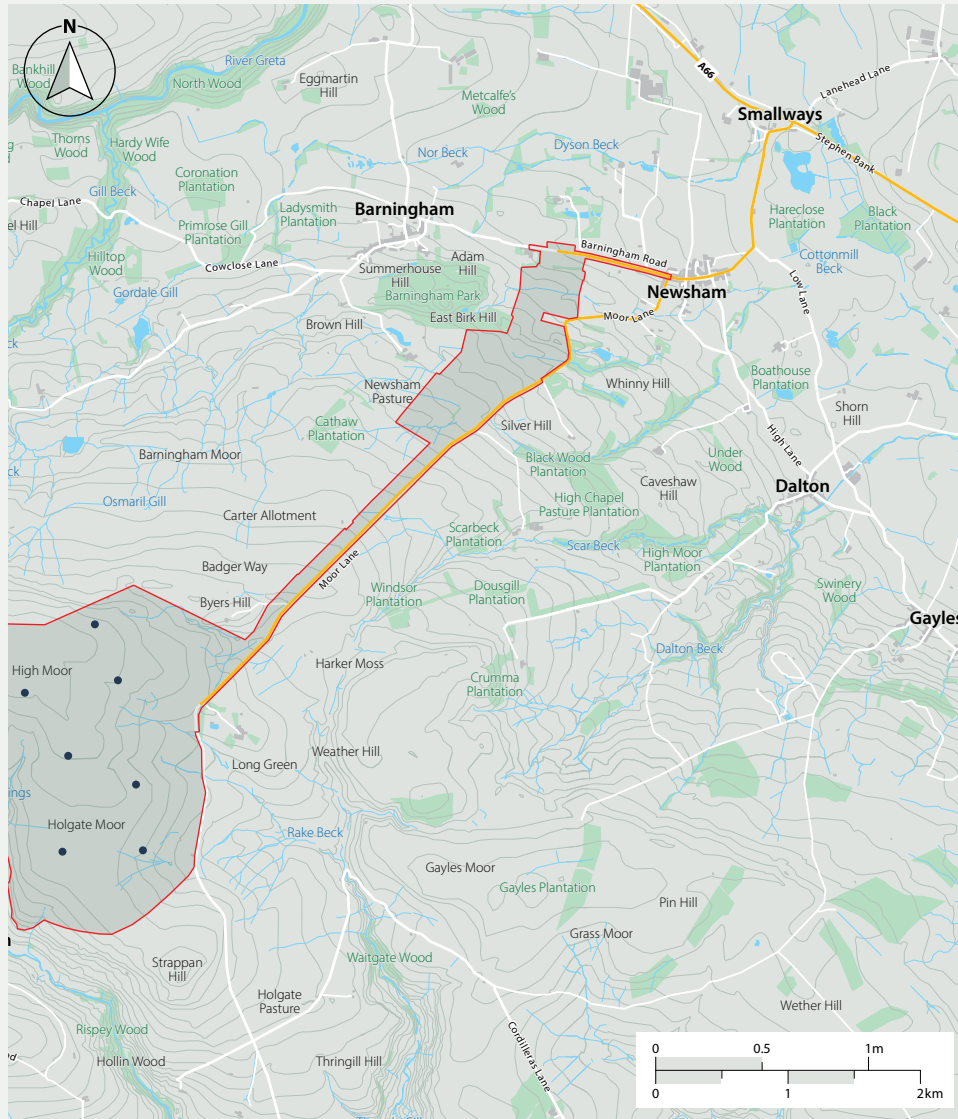 N
Bankhill
Wood
North Wood
River Greta
Eggmartin
Hill
Metcalfe's
Wood
A66
Lanehead Lane
Smallways
Stephen Bank
Thorns
Wood
Hardy Wife
Wood
Nor Beck
Dyson Beck
Coronation
Plantation
Gill Beck
Chapel Lane
el Hill
Ladysmith
Plantation
Barningham
Hareclose
Plantation
Black
Plantation
Primrose Gill
Plantation
Hilltop
Wood
Cowclose Lane
Adam
Hill
Barningham Road
Cottonmill
Beck
Summerhouse
Hill
Barningham Park
Gordale Gill
Newsham
Low Lane
East Birk Hill
Moor Lane
Brown Hill
Newsham
Pasture
Whinny Hill
Boathouse
Plantation
Cathaw
Plantation
Silver Hill
Shorn
Hill
High Lane
Barningham Moor
Black Wood
Plantation
Under
Wood
Caveshaw
Hill
Dalton
eck
Osmaril Gill
High Chapel
Pasture Plantation
Carter Allotment
Scarbeck
Plantation
Scar Beck
High Moor
Plantation
Badger Way
Moor Lane
Windsor
Plantation
Dousgill
Plantation
Swinery
Wood
Byers Hill
Gayles
Dalton Beck
High Moor
Harker Moss
Crumma
Plantation
Weather Hill
Long Green
ings
Holgate Moor
Rake Beck
Gayles Moor
Gayles Plantation
Pin Hill
Grass Moor
Strappan
Hill
Waitgate Wood
Holgate
Pasture
Wether Hill
Rispey Wood
Hollin Wood
Thringill Hill
Cordilleras Lane
0 0.5 1m
0 1 2km